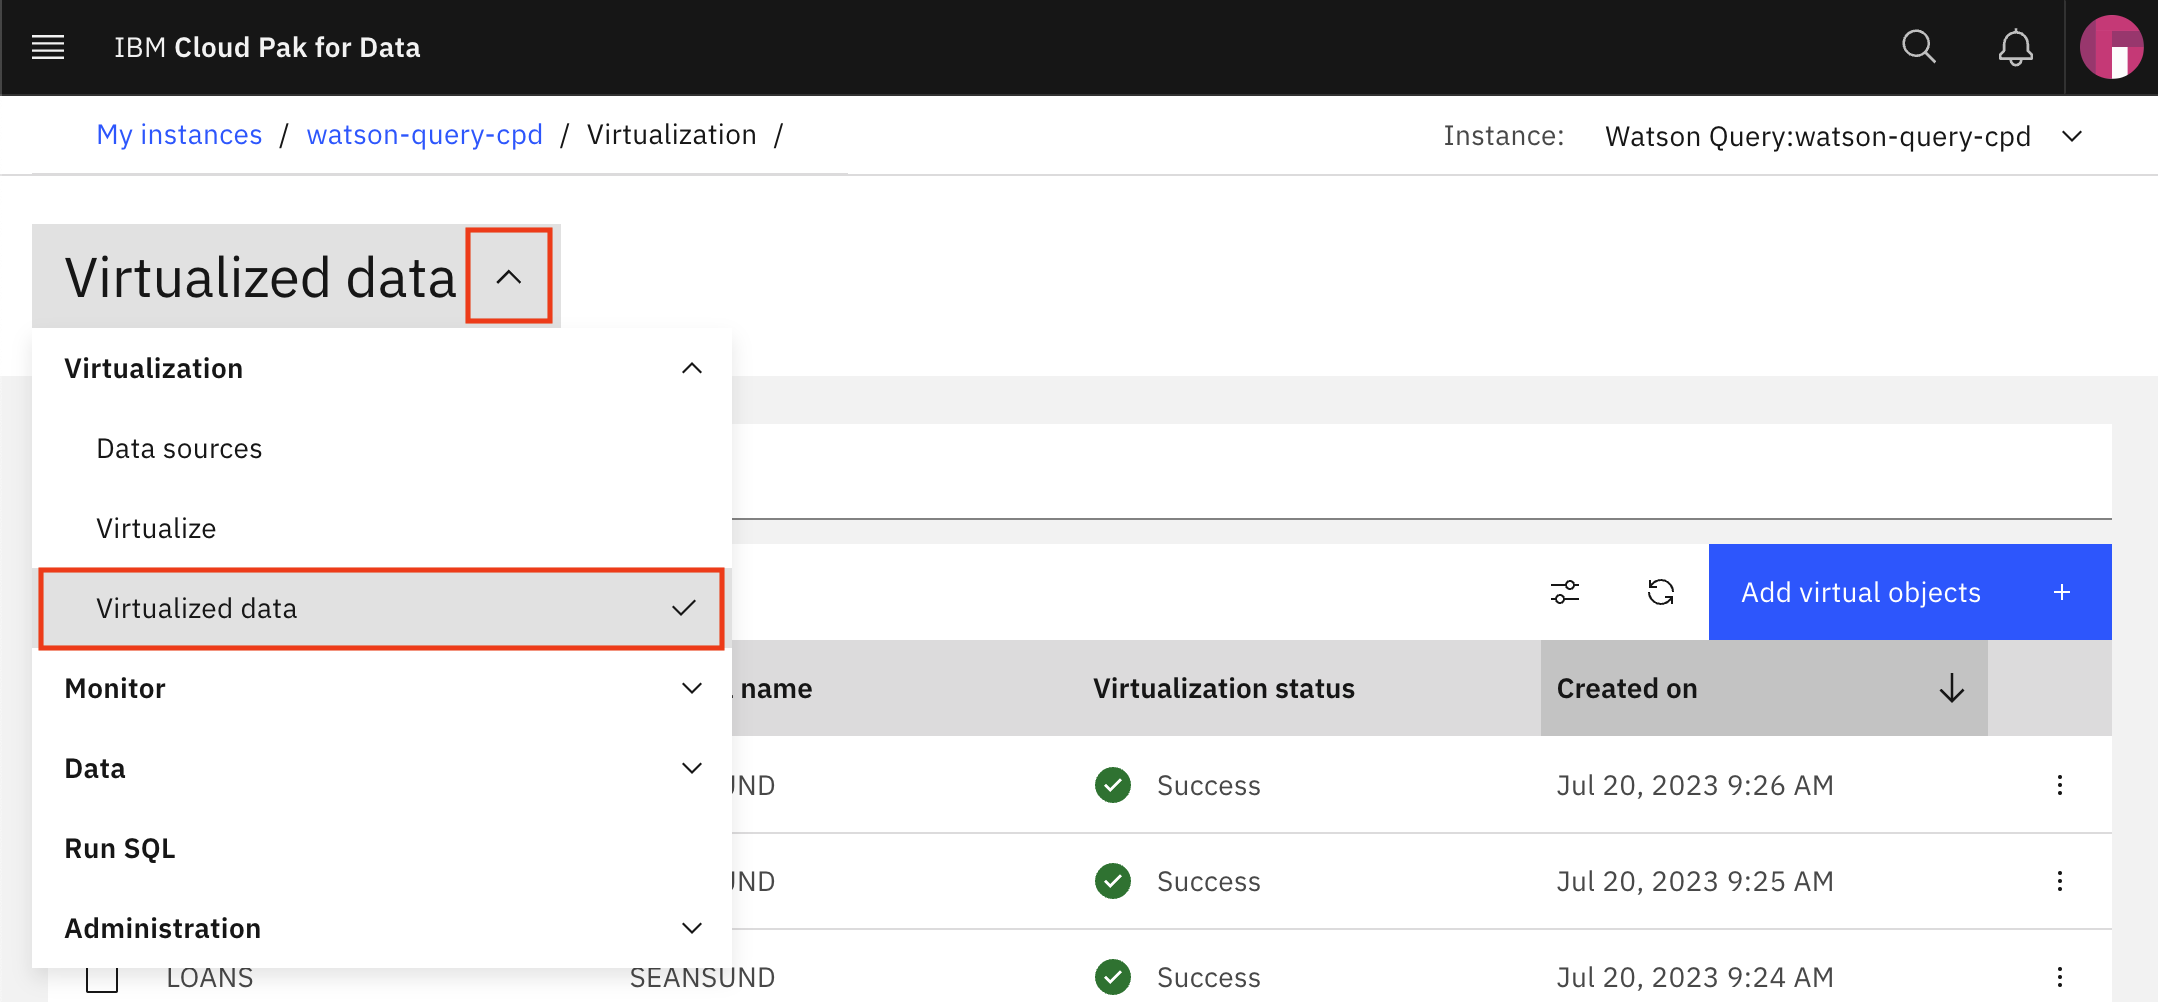 IBM Cloud Pak for Data
My instances / watson-query-cpd / Virtualization /
Instance: Watson Query:watson-query-cpd
Virtualized data
Virtualization
Data sources
Virtualize
Virtualized data
Monitor
Data
Run SQL
Administration
Add virtual objects +
name Virtualization status Created on
Success Jul 20, 2023 9:26 AM
Success Jul 20, 2023 9:25 AM
LOANS SEANSUND Success Jul 20, 2023 9:24 AM